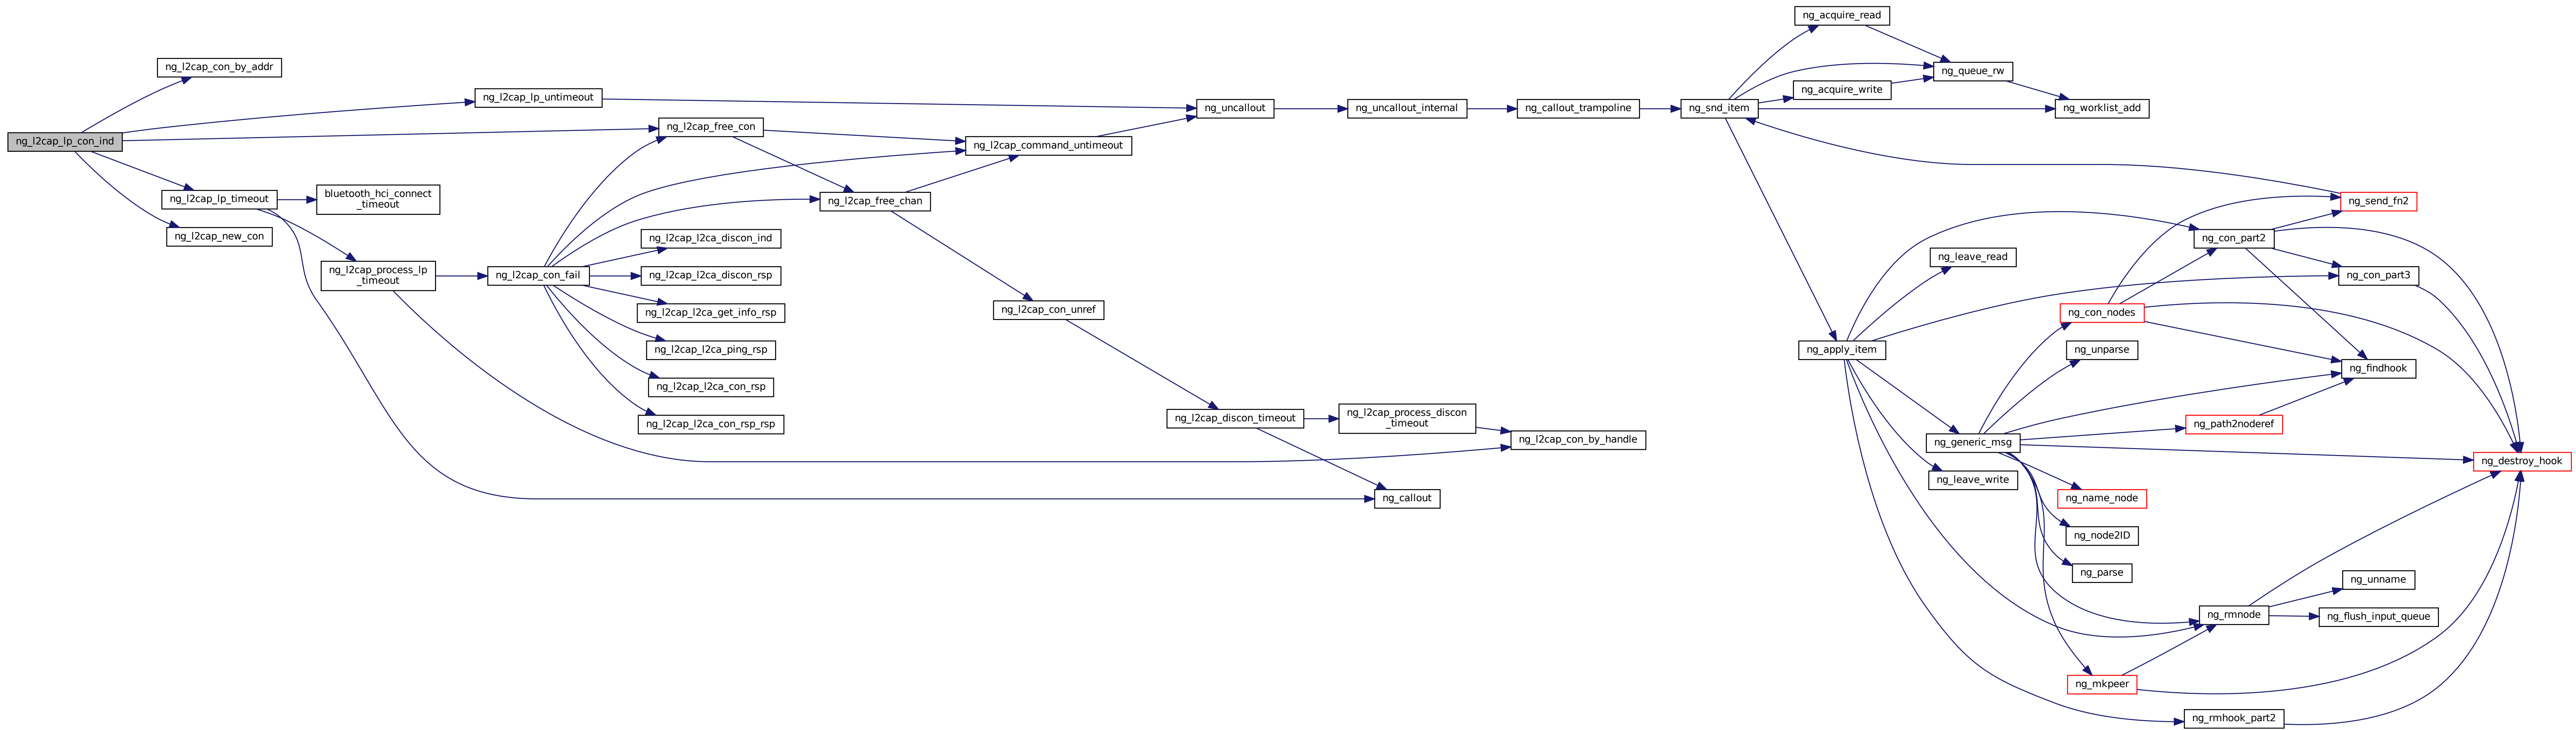 ng_l2cap_lp_con_ind
ng_l2cap_con_by_addr
ng_l2cap_lp_untimeout
ng_l2cap_free_con
ng_l2cap_lp_timeout
bluetooth_hci_connect
_timeout
ng_l2cap_new_con
ng_l2cap_process_lp
_timeout
ng_l2cap_con_fail
ng_l2cap_l2ca_discon_ind
ng_l2cap_l2ca_discon_rsp
ng_l2cap_l2ca_get_info_rsp
ng_l2cap_l2ca_ping_rsp
ng_l2cap_l2ca_con_rsp
ng_l2cap_l2ca_con_rsp_rsp
ng_l2cap_free_chan
ng_l2cap_command_untimeout
ng_l2cap_con_unref
ng_l2cap_discon_timeout
ng_l2cap_process_discon
_timeout
ng_l2cap_con_by_handle
ng_callout
ng_uncallout
ng_uncallout_internal
ng_callout_trampoline
ng_snd_item
ng_acquire_read
ng_acquire_write
ng_queue_rw
ng_worklist_add
ng_apply_item
ng_leave_read
ng_generic_msg
ng_leave_write
ng_con_nodes
ng_unparse
ng_path2noderef
ng_name_node
ng_node2ID
ng_parse
ng_mkpeer
ng_rmnode
ng_rmhook_part2
ng_con_part2
ng_send_fn2
ng_con_part3
ng_findhook
ng_destroy_hook
ng_unname
ng_flush_input_queue